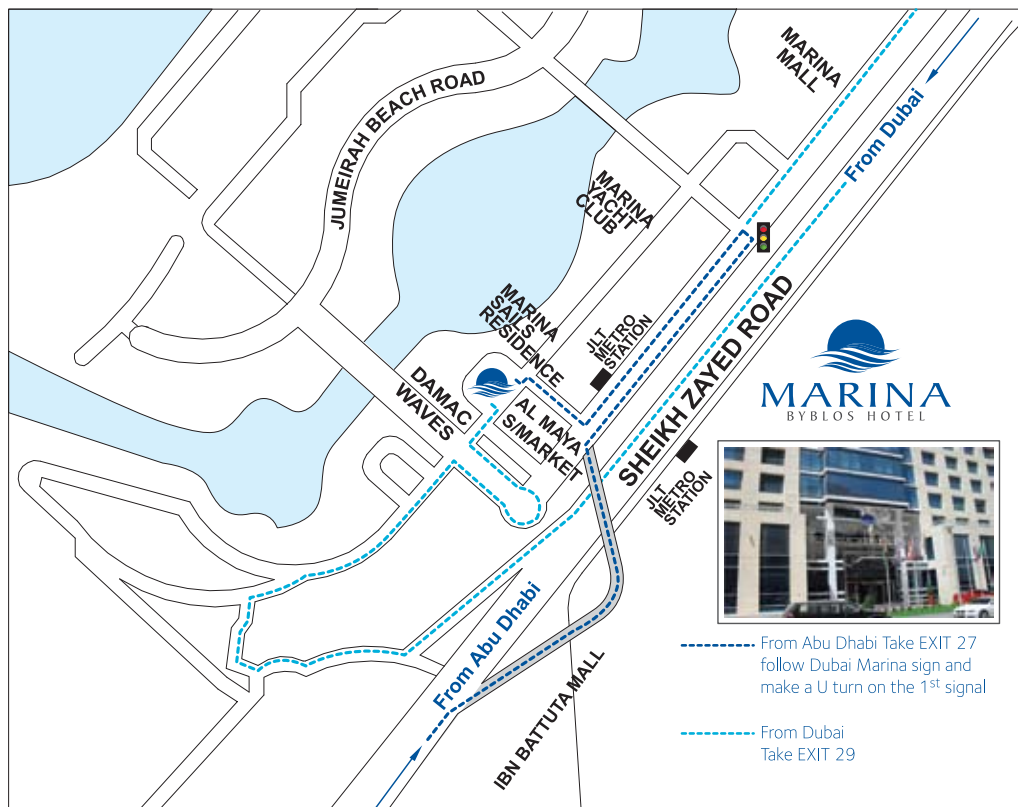 MARINA
MALL
From Dubai
JUMEIRAH BEACH ROAD
MARINA
YACHT
CLUB
MARINA
SAILS
RESIDENCE
JLT
METRO
STATION
SHEIKH ZAYED ROAD
MARINA
BYBLOS HOTEL
DAMAC
WAVES
AL MAYA
S/MARKET
JLT
METRO
STATION
From Abu Dhabi
IBN BATTUTA MALL
From Abu Dhabi Take EXIT 27
follow Dubai Marina sign and
make a U turn on the 1st signal
From Dubai
Take EXIT 29